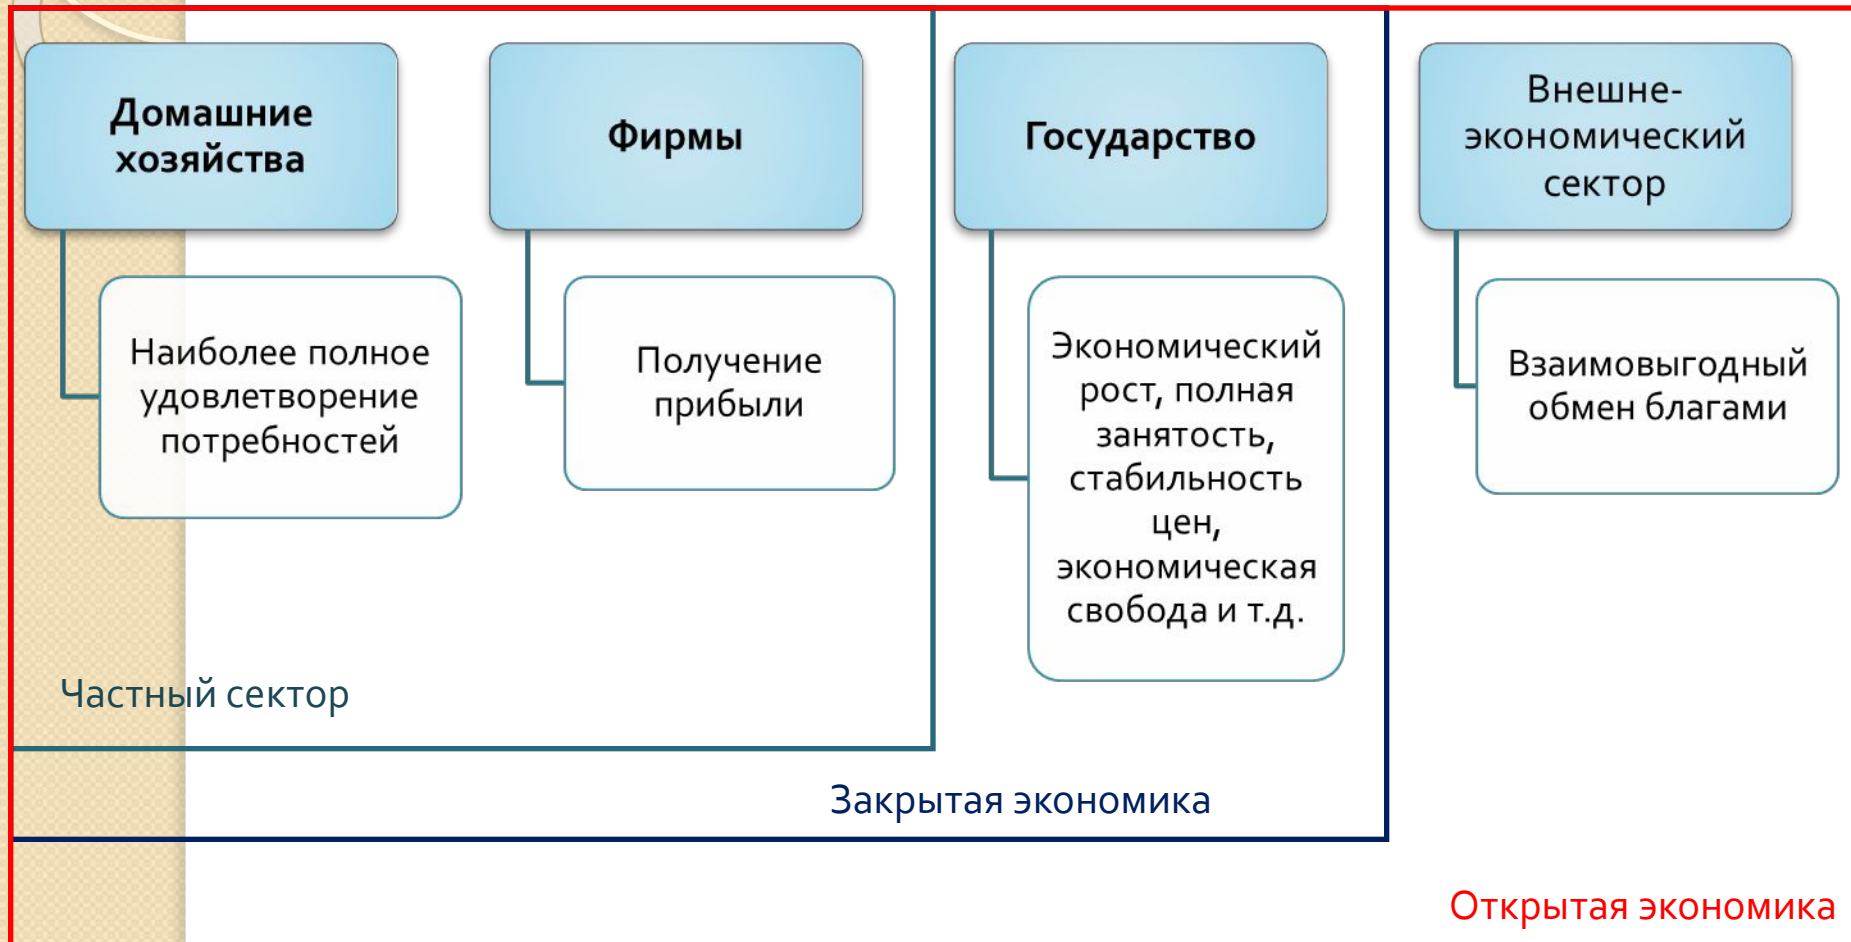 Домашние
хозяйства
Фирмы
Государство
Внешне-
экономический
сектор
Наиболее полное
удовлетворение
потребностей
Получение
прибыли
Экономический
рост, полная
занятость,
стабильность
цен,
экономическая
свобода и т.д.
Взаимовыгодный
обмен благами
Частный сектор
Закрытая экономика
Открытая экономика